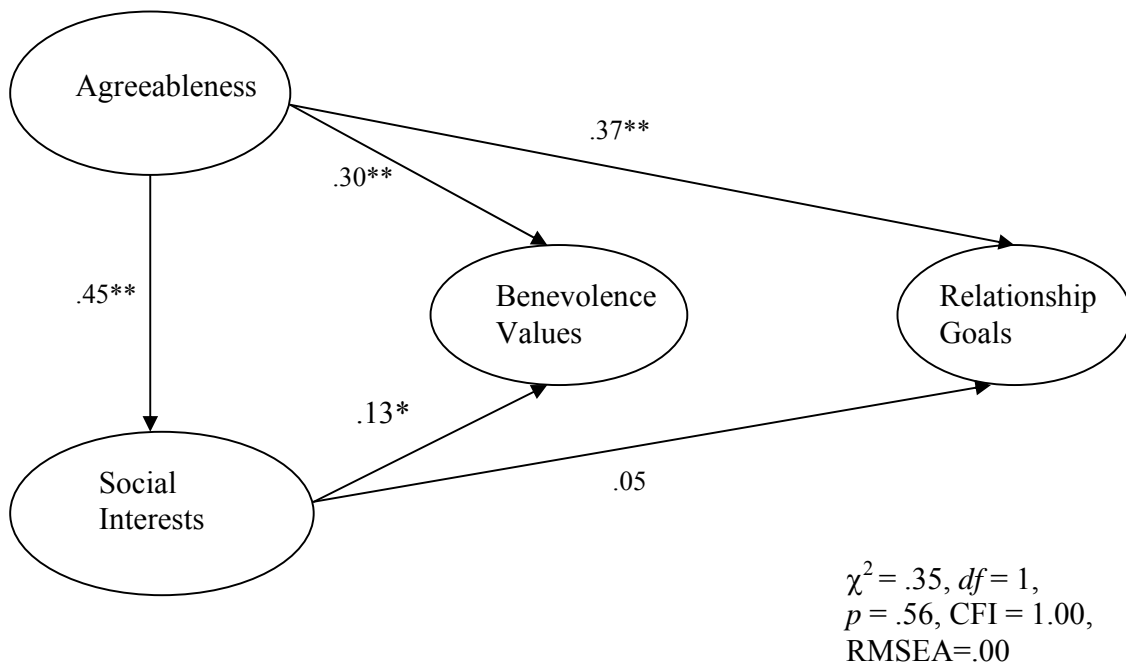 Agreeableness
.37**
.30**
.45**
Benevolence
Values
Relationship
Goals
.13*
Social
Interests
.05
χ² = .35, df = 1,
p = .56, CFI = 1.00,
RMSEA=.00